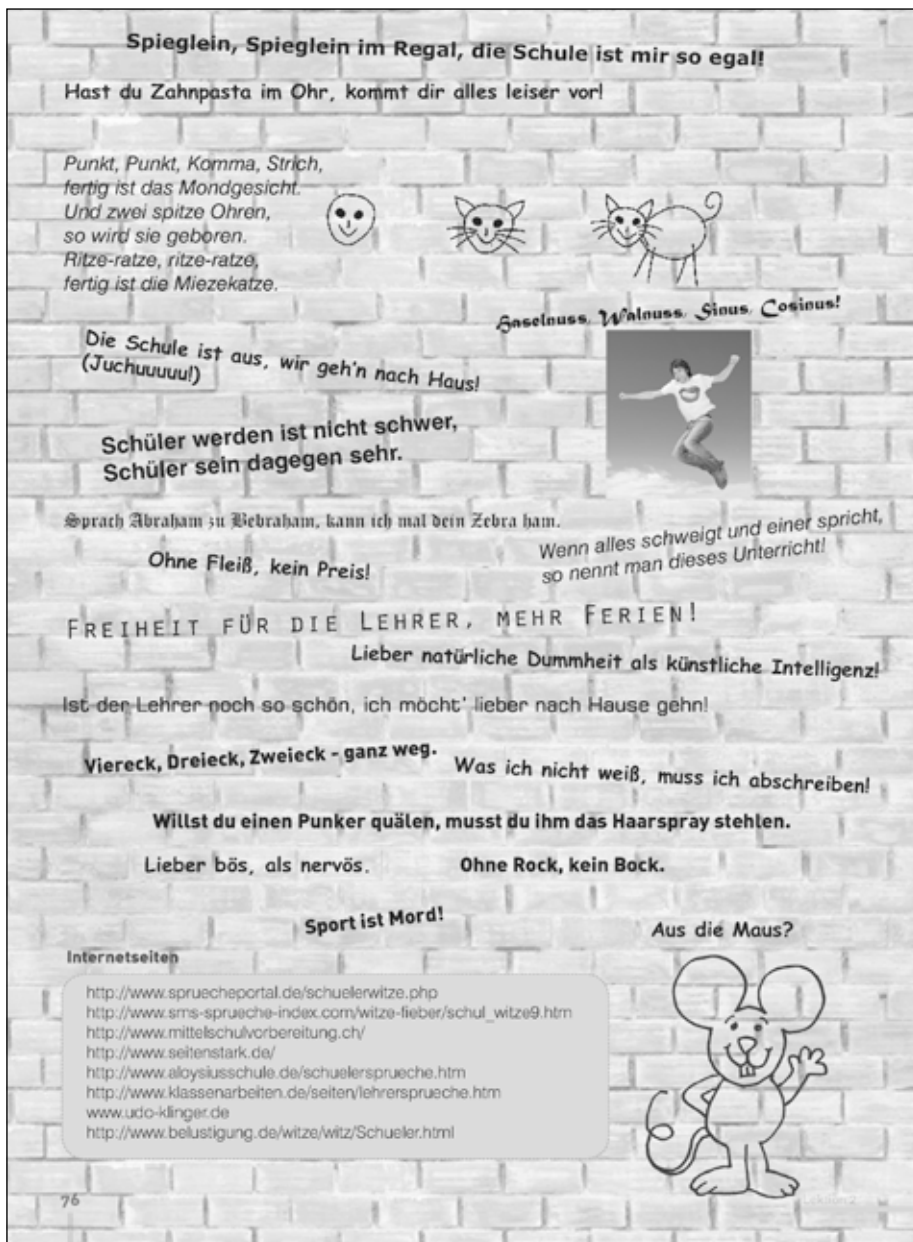 Spieglein, Spieglein im Regal, die Schule ist mir so egal!
Hast du Zahnpasta im Ohr, kommt dir alles leiser vor!
Punkt, Punkt, Komma, Strich,
fertig ist das Mondgesicht.
Und zwei spitze Ohren,
so wird sie geboren.
Ritze-ratze, ritze-ratze,
fertig ist die Miezekatze.
Haselnuss, Walnuss, Sinus, Cosinus!
Die Schule ist aus, wir geh'n nach Haus!
(Juchuuuuu!)
Schüler werden ist nicht schwer,
Schüler sein dagegen sehr.
Sprach Abraham zu Bebraham, kann ich mal dein Zebra ham.
Wenn alles schweigt und einer spricht,
so nennt man dieses Unterricht!
Ohne Fleiß, kein Preis!
FREIHEIT FÜR DIE LEHRER, MEHR FERIEN!
Lieber natürliche Dummheit als künstliche Intelligenz!
Ist der Lehrer noch so schön, ich möcht' lieber nach Hause gehn!
Viereck, Dreieck, Zweieck - ganz weg.
Was ich nicht weiß, muss ich abschreiben!
Willst du einen Punker quälen, musst du ihm das Haarspray stehlen.
Lieber bös, als nervös.
Ohne Rock, kein Bock.
Sport ist Mord!
Aus die Maus?
Internetseiten
http://www.spruecheportal.de/schuelerwitze.php
http://www.sms-sprueche-index.com/witze-fieber/schul_witze9.htm
http://www.mittelschulvorbereitung.ch/
http://www.seitenstark.de/
http://www.aloysiusschule.de/schuelersprueche.htm
http://www.klassenarbeiten.de/seiten/lehrersprueche.htm
www.udo-klinger.de
http://www.belustigung.de/witze/witz/Schueler.html
76
Lektion 2